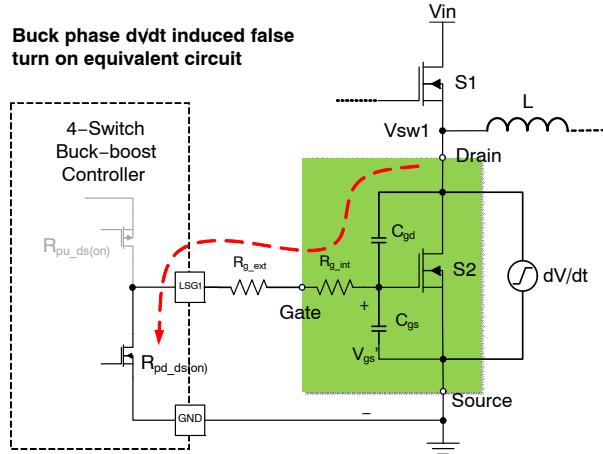 Buck phase dv/dt induced false
turn on equivalent circuit
Vin
S1
L
Vsw1
Drain
4−Switch
Buck−boost
Controller
Rpu_ds(on)
Cgd
S2
dV/dt
LSG1
Rg_ext
Rg_int
Gate
+
Cgs
Vgs'
Rpd_ds(on)
GND
−
Source